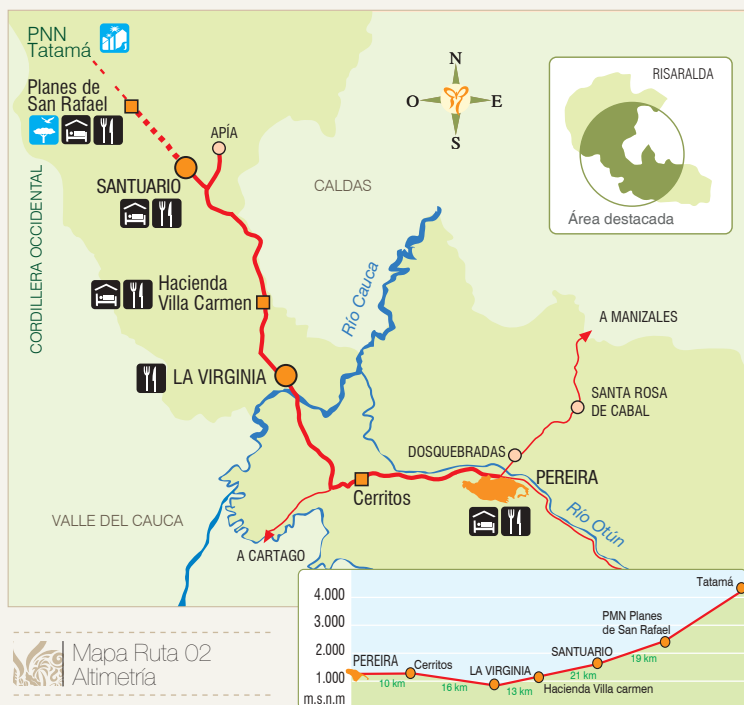 PNN
Tatamá
Planes de
San Rafael
APÍA
SANTUARIO
CORDILLERA OCCIDENTAL
N
O
E
S
CALDAS
RISARALDA
Área destacada
Hacienda
Villa Carmen
Río Cauca
A MANIZALES
LA VIRGINIA
SANTA ROSA
DE CABAL
DOSQUEBRADAS
PEREIRA
Cerritos
Río Otún
VALLE DEL CAUCA
A CARTAGO
Mapa Ruta 02
Altimetría
4.000
3.000
2.000
1.000
m.s.n.m
PEREIRA
10 km
Cerritos
16 km
LA VIRGINIA
13 km
Hacienda Villa carmen
SANTUARIO
21 km
PMN Planes
de San Rafael
19 km
Tatamá